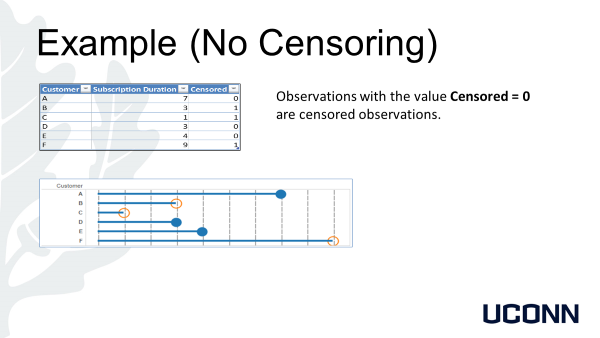 Example (No Censoring)
Customer Subscription Duration Censored
A 7 0
B 3 1
C 1 1
D 3 0
E 4 0
F 9 1
Observations with the value Censored = 0
are censored observations.
Customer
A
B
C
D
E
F
UCONN